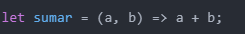 let sumar = (a, b) => a + b;